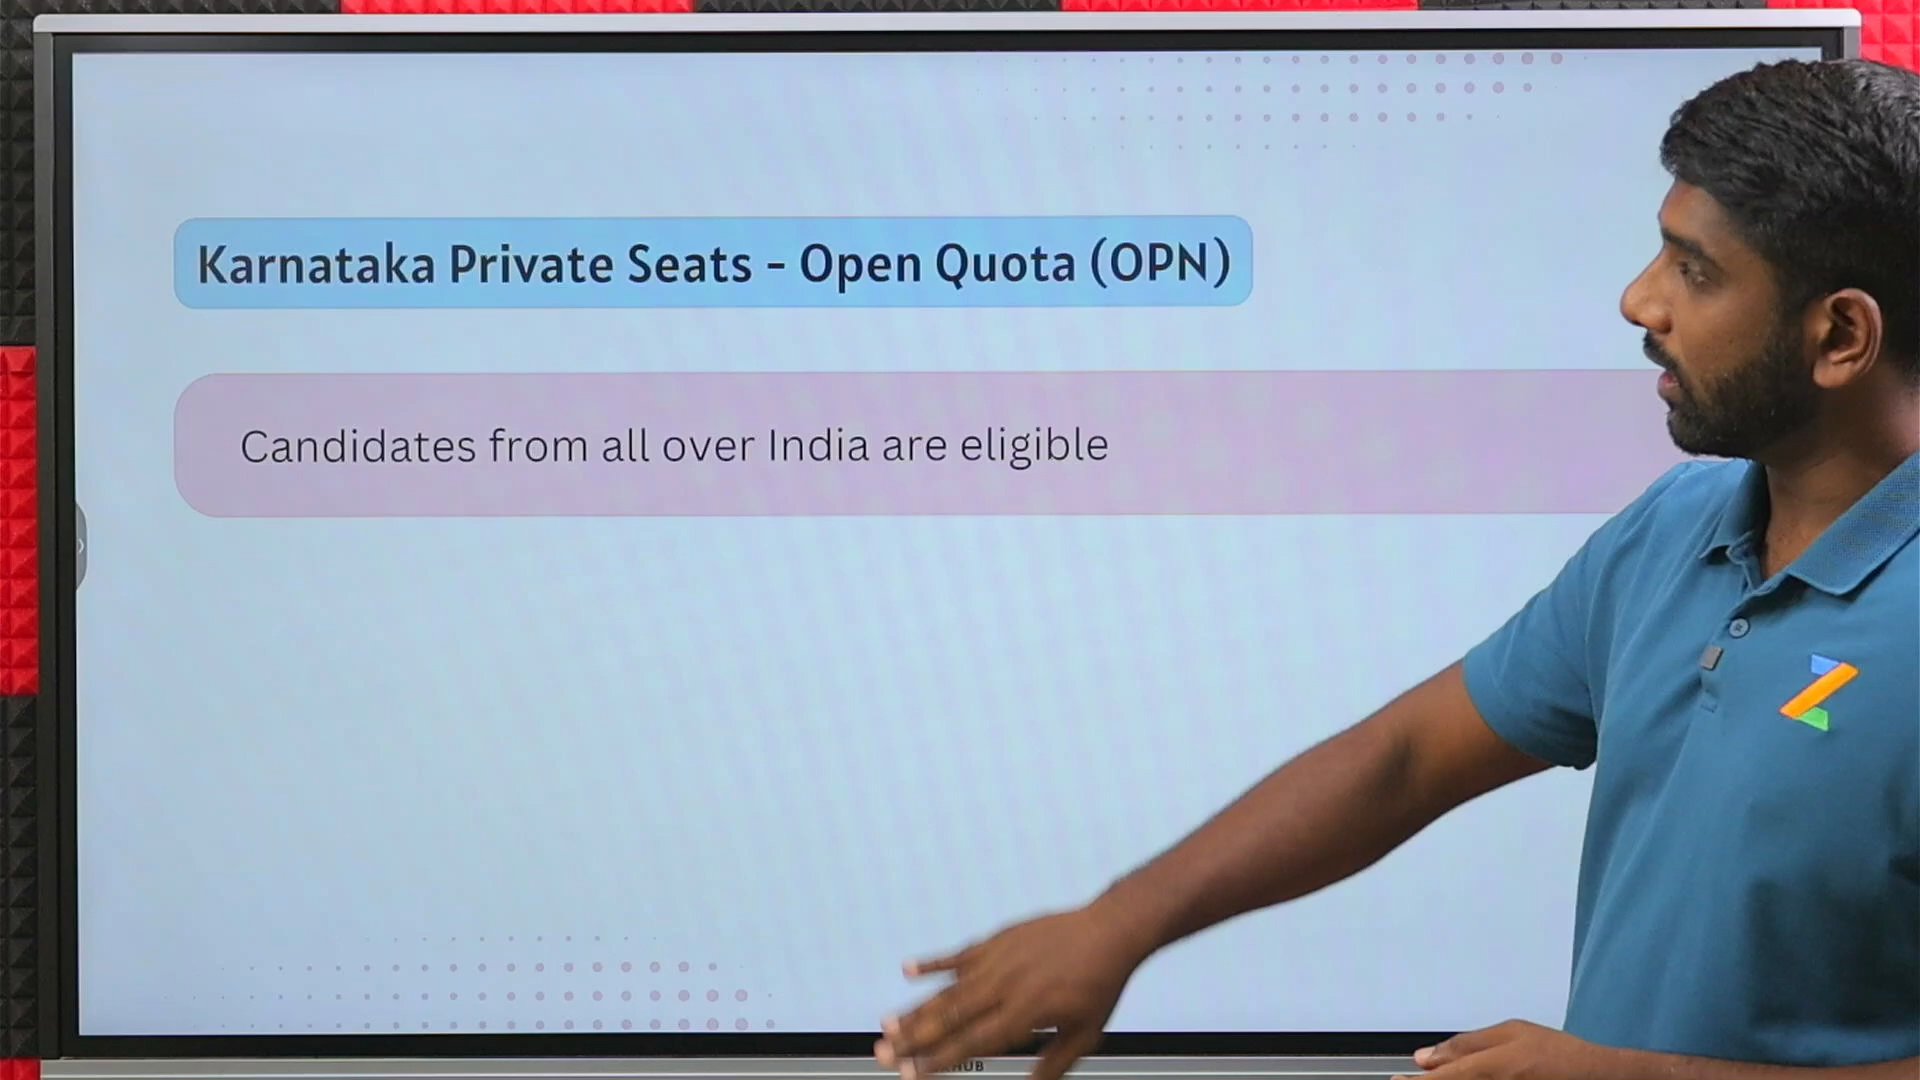 Karnataka Private Seats - Open Quota (OPN)
Candidates from all over India are eligible